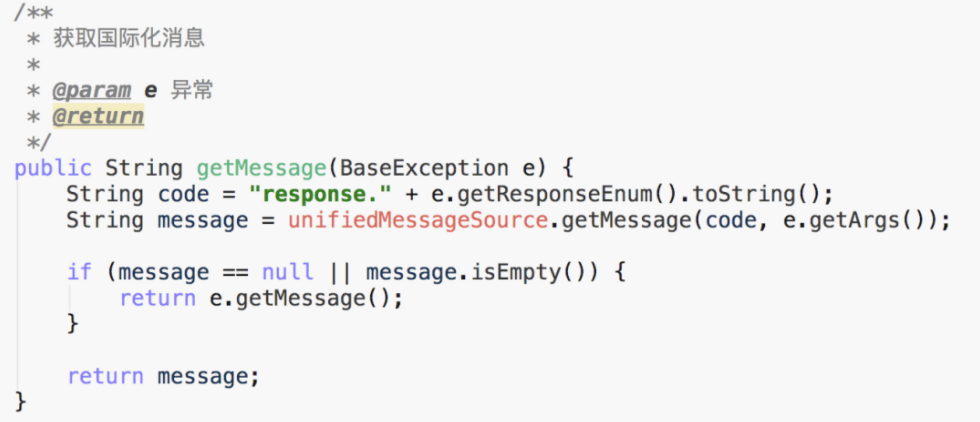 /**
 * 获取国际化消息
 *
 * @param e 异常
 * @return
 */
public String getMessage(BaseException e) {
    String code = "response." + e.getResponseEnum().toString();
    String message = unifiedMessageSource.getMessage(code, e.getArgs());

    if (message == null || message.isEmpty()) {
        return e.getMessage();
    }

    return message;
}